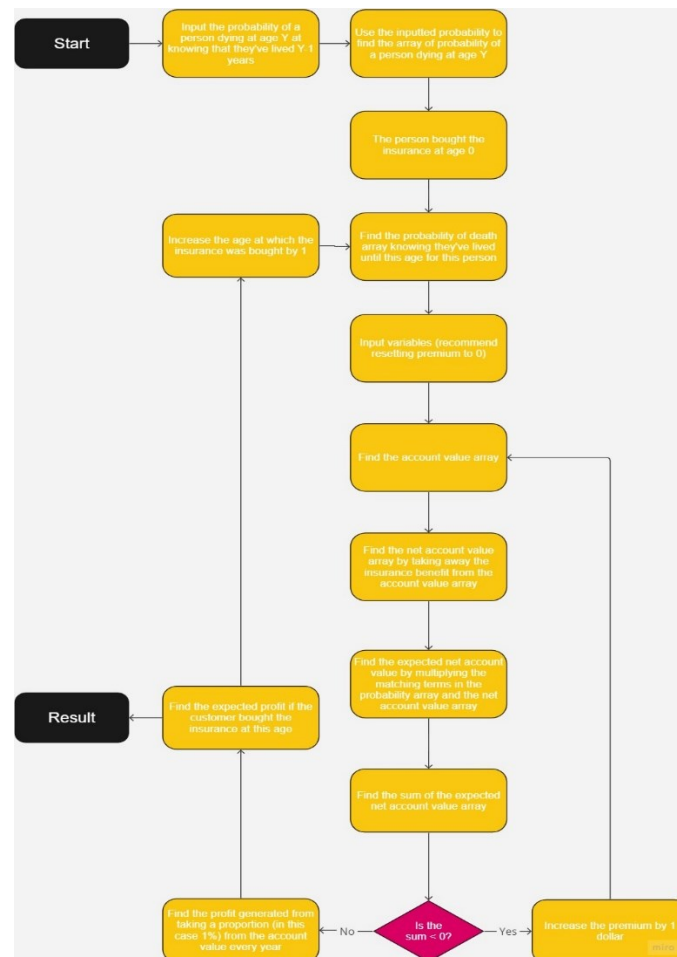 Start
Input the probability of a
person dying at age Y at
knowing that they've lived Y-1
years
Use the inputted probability to
find the array of probability of
a person dying at age Y
The person bought the
insurance at age 0
Increase the age at which the
insurance was bought by 1
Find the probability of death
array knowing they've lived
until this age for this person
Input variables (recommend
resetting premium to 0)
Find the account value array
Find the net account value
array by taking away the
insurance benefit from the
account value array
Find the expected net account
value by multiplying the
matching terms in the
probability array and the net
account value array
Result
Find the expected profit if the
customer bought the
insurance at this age
Find the sum of the expected
net account value array
Find the profit generated from
taking a proportion (in this
case 1%) from the account
value every year
No
Is the
sum < 0?
Yes
Increase the premium by 1
dollar
miro